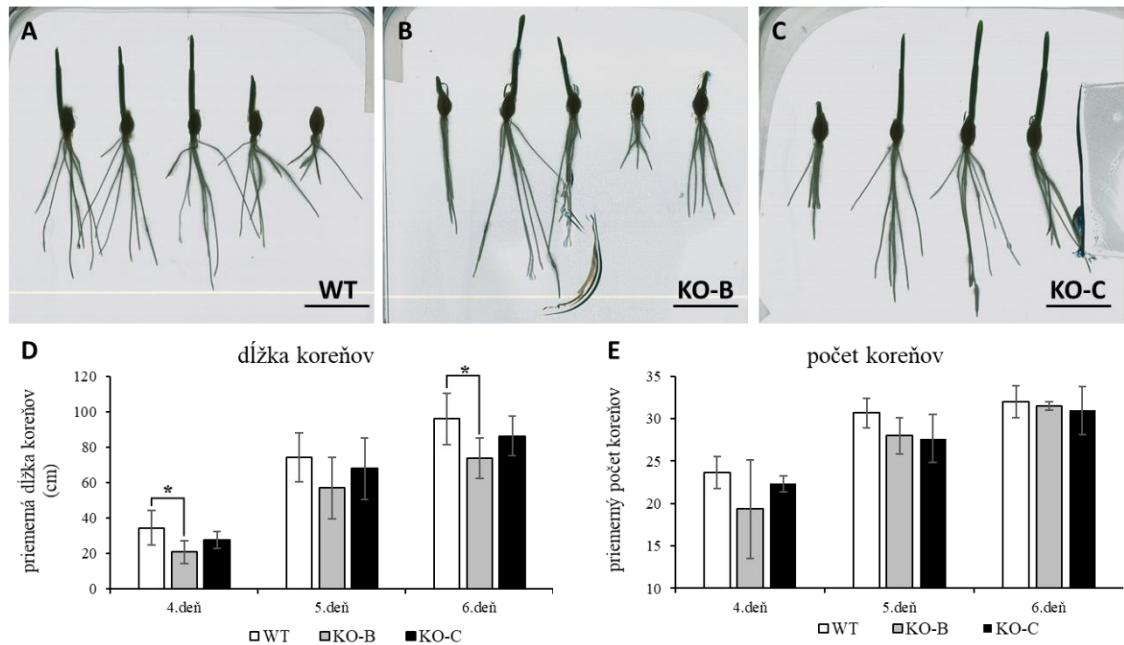 A
B
C
WT
KO-B
KO-C
D
dĺžka koreňov
E
počet koreňov
priemerná dĺžka koreňov
(cm)
120
100
80
60
40
20
0
*
*
4.deň
5.deň
6.deň
WT
KO-B
KO-C
priemerný počet koreňov
35
30
25
20
15
10
4.deň
5.deň
6.deň
WT
KO-B
KO-C